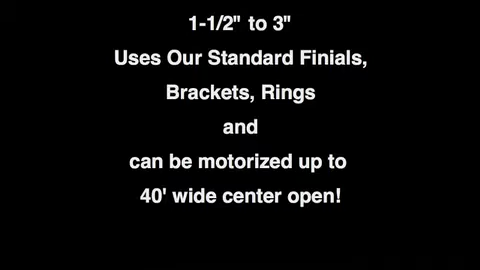 1-1/2" to 3"
Uses Our Standard Finials,
Brackets, Rings
and
can be motorized up to
40' wide center open!